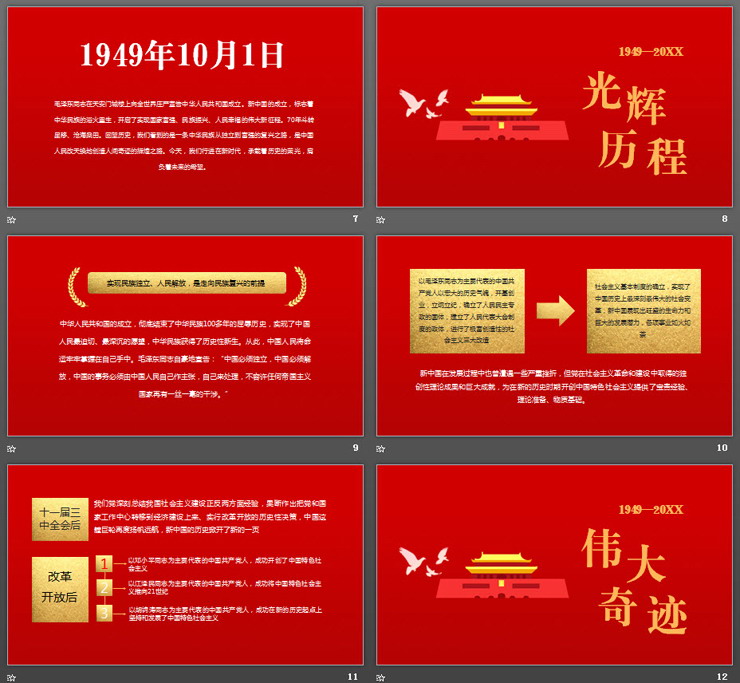 1949年10月1日
毛泽东同志在天安门城楼上向全世界庄严宣告中华人民共和国成立。新中国的成立，标志着
中华民族的浴火重生，开启了实现国家富强、民族振兴、人民幸福的伟大新征程。70年斗转
星移、沧海桑田。回望历史，我们看到的是一条中华民族从独立到富强的复兴之路，是中国
人民改天换地创造人间奇迹的辉煌之路。今天，我们行进在新时代，承载着历史的荣光，肩
负着未来的希望。
7
1949—20XX
光辉
历程
8
实现民族独立、人民解放，是走向民族复兴的前提
中华人民共和国的成立，彻底结束了中华民族100多年的屈辱历史，实现了中国
人民最迫切、最深沉的愿望，中华民族获得了历史性新生。从此，中国人民将命
运牢牢掌握在自己手中。毛泽东同志自豪地宣告：“中国必须独立，中国必须解
放，中国的事务必须由中国人民自己作主张，自己来处理，不容许任何帝国主义
国家再有一丝一毫的干涉。”
9
以毛泽东同志为主要代表的中国共
产党人以宏大的历史气魄，开基创
业、立纲立纪，确立了人民民主专
政的国体，建立了人民代表大会制
度的政体，进行了极富创造性的社
会主义三大改造
社会主义基本制度的确立，实现了
中国历史上最深刻最伟大的社会变
革，新中国展现出旺盛的生命力和
巨大的发展潜力，各项事业如火如
荼
新中国在发展过程中也曾遭遇一些严重挫折，但党在社会主义革命和建设中取得的独
创性理论成果和巨大成就，为在新的历史时期开创中国特色社会主义提供了宝贵经验、
理论准备、物质基础。
10
十一届三
中全会后
我们党深刻总结我国社会主义建设正反两方面经验，果断作出把党和国
家工作中心转移到经济建设上来、实行改革开放的历史性决策，中国这
艘巨轮再度扬帆远航，新中国的历史掀开了新的一页
改革
开放后
1
以邓小平同志为主要代表的中国共产党人，成功开创了中国特色社
会主义
2
以江泽民同志为主要代表的中国共产党人，成功将中国特色社会主
义推向21世纪
3
以胡锦涛同志为主要代表的中国共产党人，成功在新的历史起点上
坚持和发展了中国特色社会主义
11
1949—20XX
伟大
奇迹
12